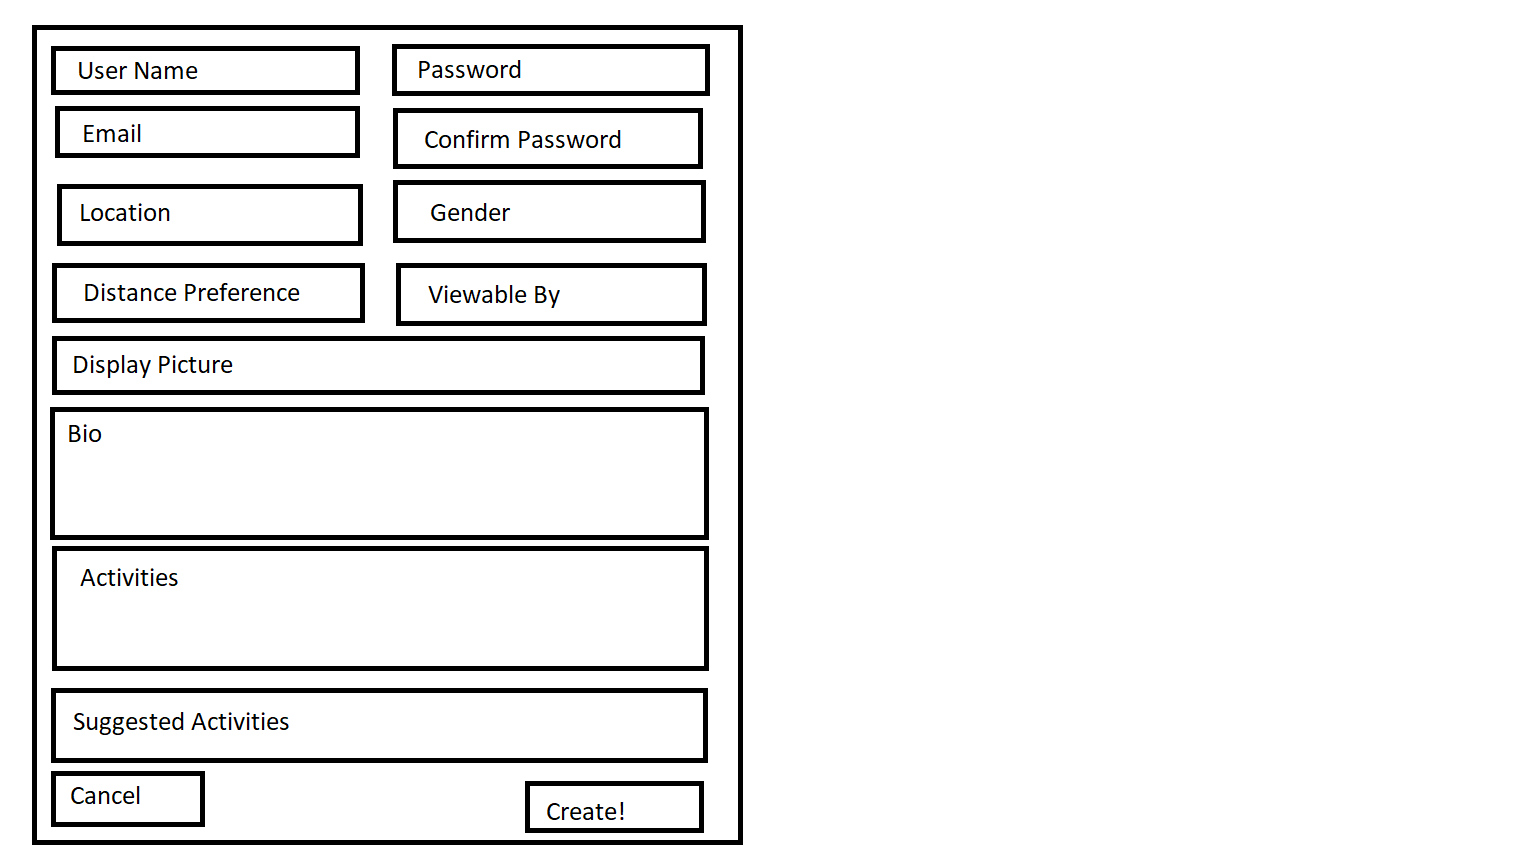 User Name
Password
Email
Confirm Password
Location
Gender
Distance Preference
Viewable By
Display Picture
Bio
Activities
Suggested Activities
Cancel
Create!